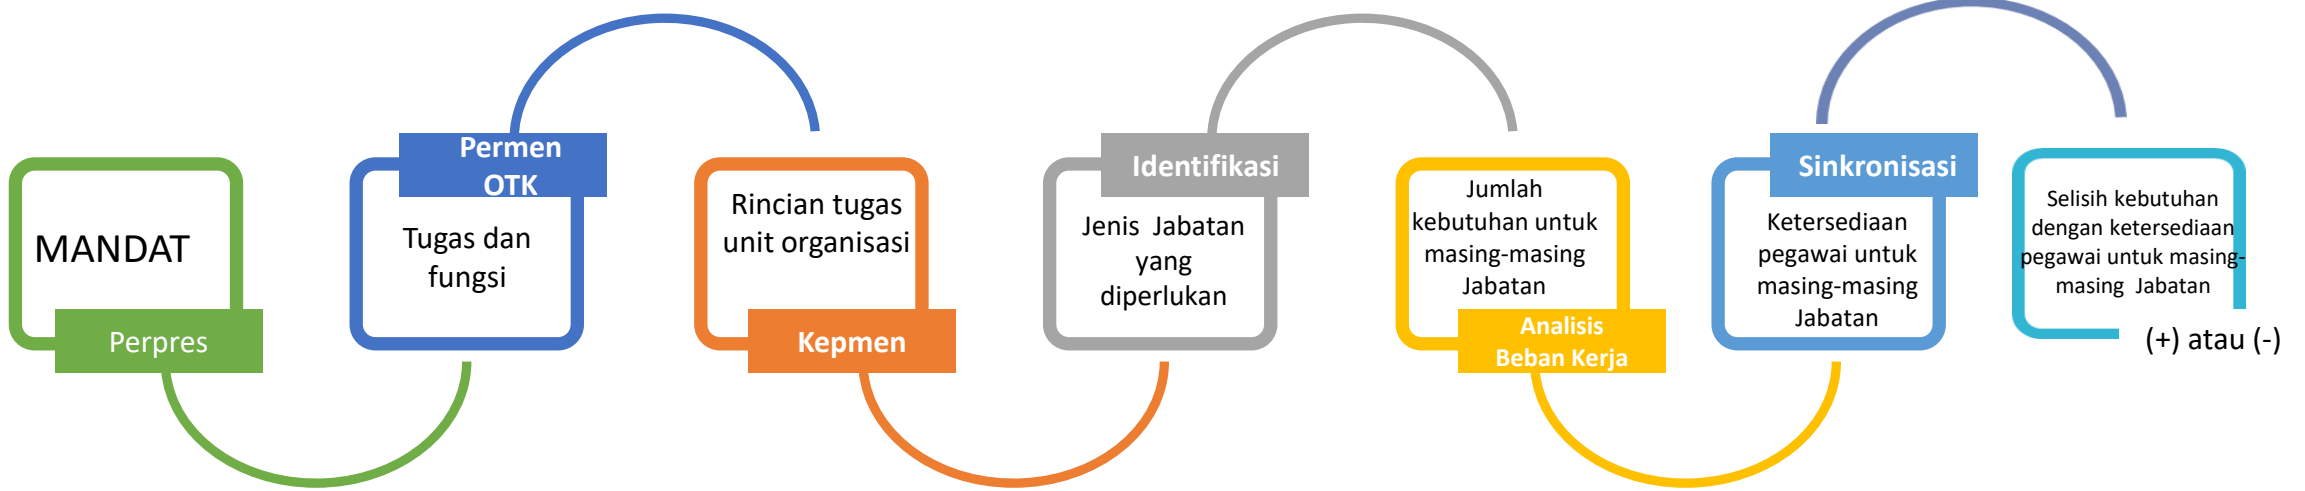 MANDAT
Perpres
Permen
OTK
Tugas dan
fungsi
Rincian tugas
unit organisasi
Kepmen
Identifikasi
Jenis Jabatan
yang
diperlukan
Jumlah
kebutuhan untuk
masing-masing
Jabatan
Analisis
Beban Kerja
Sinkronisasi
Ketersediaan
pegawai untuk
masing-masing
Jabatan
Selisih kebutuhan
dengan ketersediaan
pegawai untuk masing-
masing Jabatan
(+) atau (-)